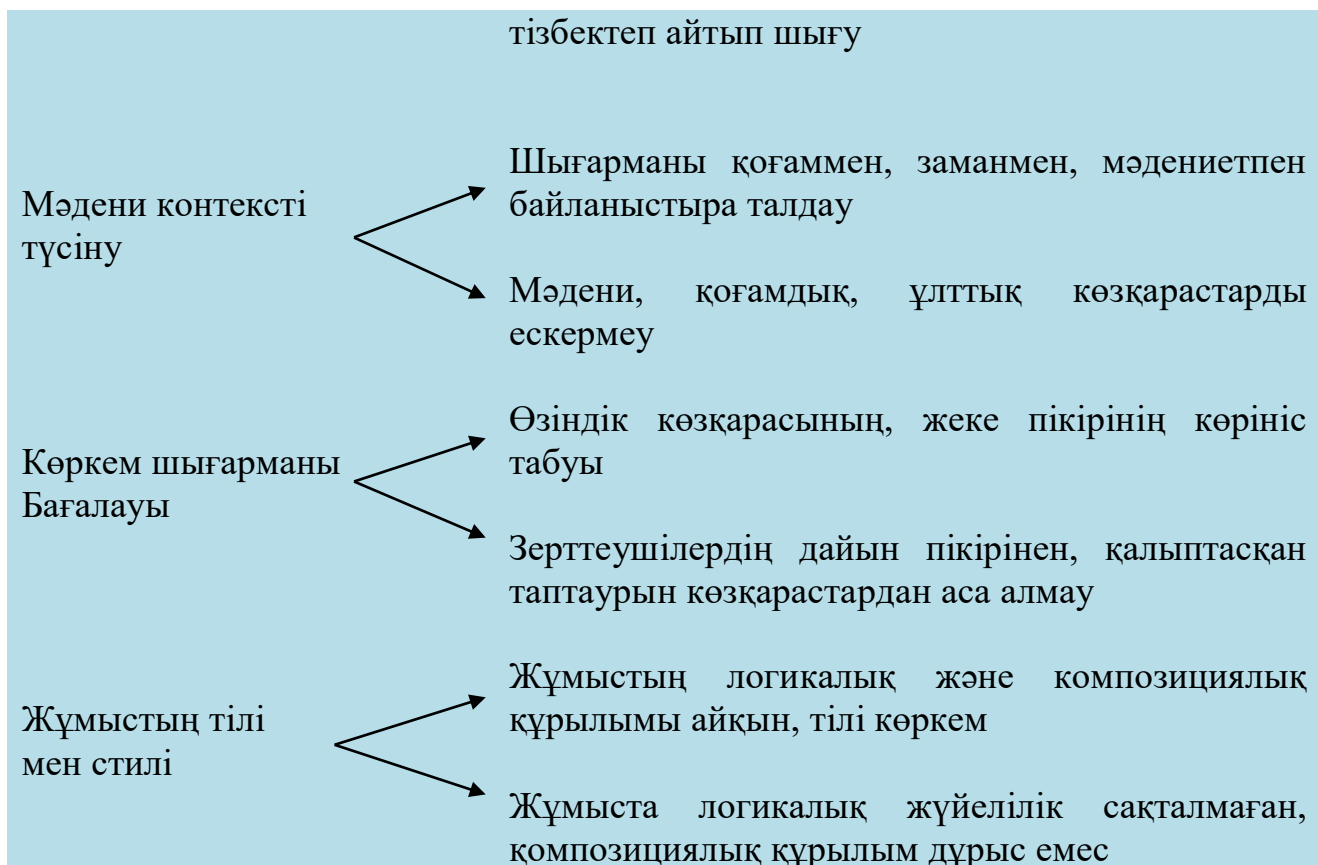 тізбектеп айтып шығу
Мәдени контексті
түсіну
Шығарманы қоғаммен, заманмен, мәдениетпен
байланыстыра талдау
Мәдени, қоғамдық, ұлттық көзқарастарды
ескермеу
Көркем шығарманы
Бағалауы
Өзіндік көзқарасының, жеке пікірінің көрініс
табуы
Зерттеушілердің дайын пікірінен, қалыптасқан
таптаурын көзқарастардан аса алмау
Жұмыстың тілі
мен стилі
Жұмыстың логикалық және композициялық
құрылымы айқын, тілі көркем
Жұмыста логикалық жүйелілік сақталмаған,
қомпозициялық құрылым дұрыс емес